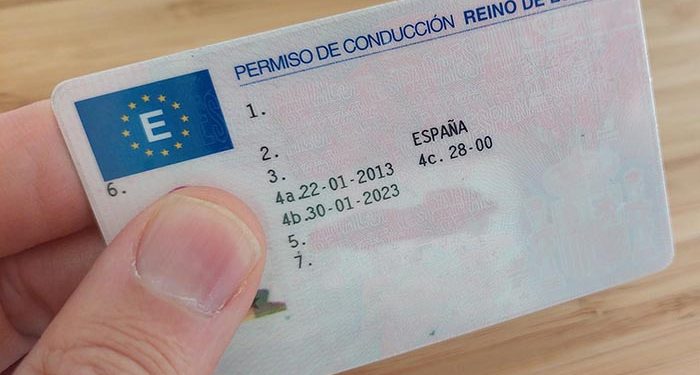 PERMISO DE CONDUCCIÓN REINO DE
E
1.
2.
3. ESPAÑA
4a.22-01-2013 4c. 28-00
4b.30-01-2023
5.
6.
7.